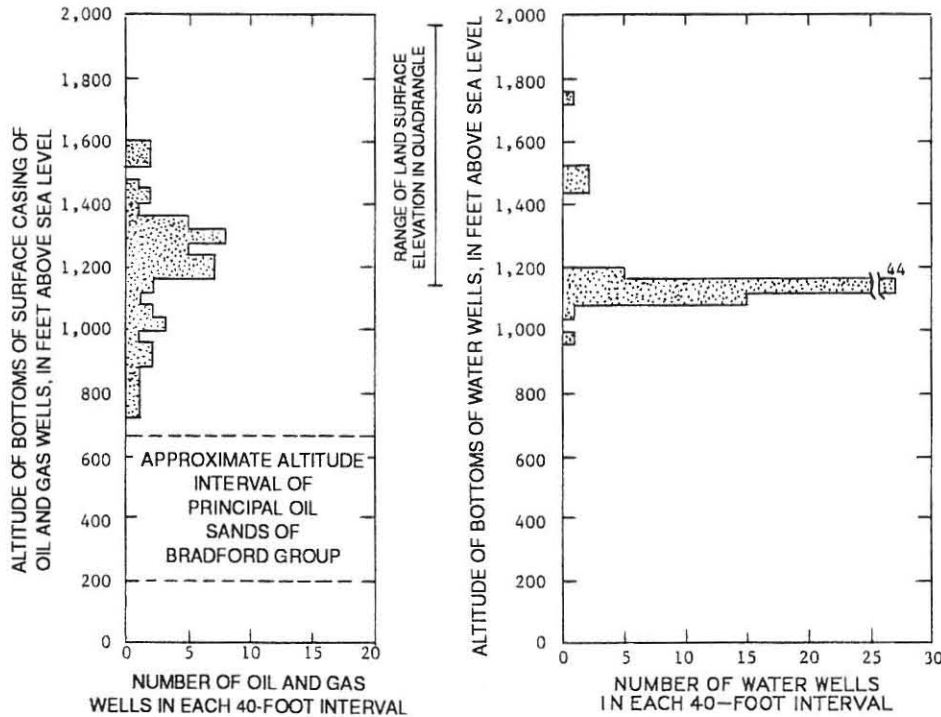 ALTITUDE OF BOTTOMS OF SURFACE CASING OF
OIL AND GAS WELLS, IN FEET ABOVE SEA LEVEL
2,000
1,800
1,600
1,400
1,200
1,000
800
600
400
200
0
APPROXIMATE ALTITUDE
INTERVAL OF
PRINCIPAL OIL
SANDS OF
BRADFORD GROUP
0 5 10 15 20
NUMBER OF OIL AND GAS
WELLS IN EACH 40-FOOT INTERVAL
RANGE OF LAND SURFACE
ELEVATION IN QUADRANGLE
ALTITUDE OF BOTTOMS OF WATER WELLS, IN FEET ABOVE SEA LEVEL
2,000
1,800
1,600
1,400
1,200
1,000
800
600
400
200
0
44
0 5 10 15 20 25 30
NUMBER OF WATER WELLS
IN EACH 40-FOOT INTERVAL